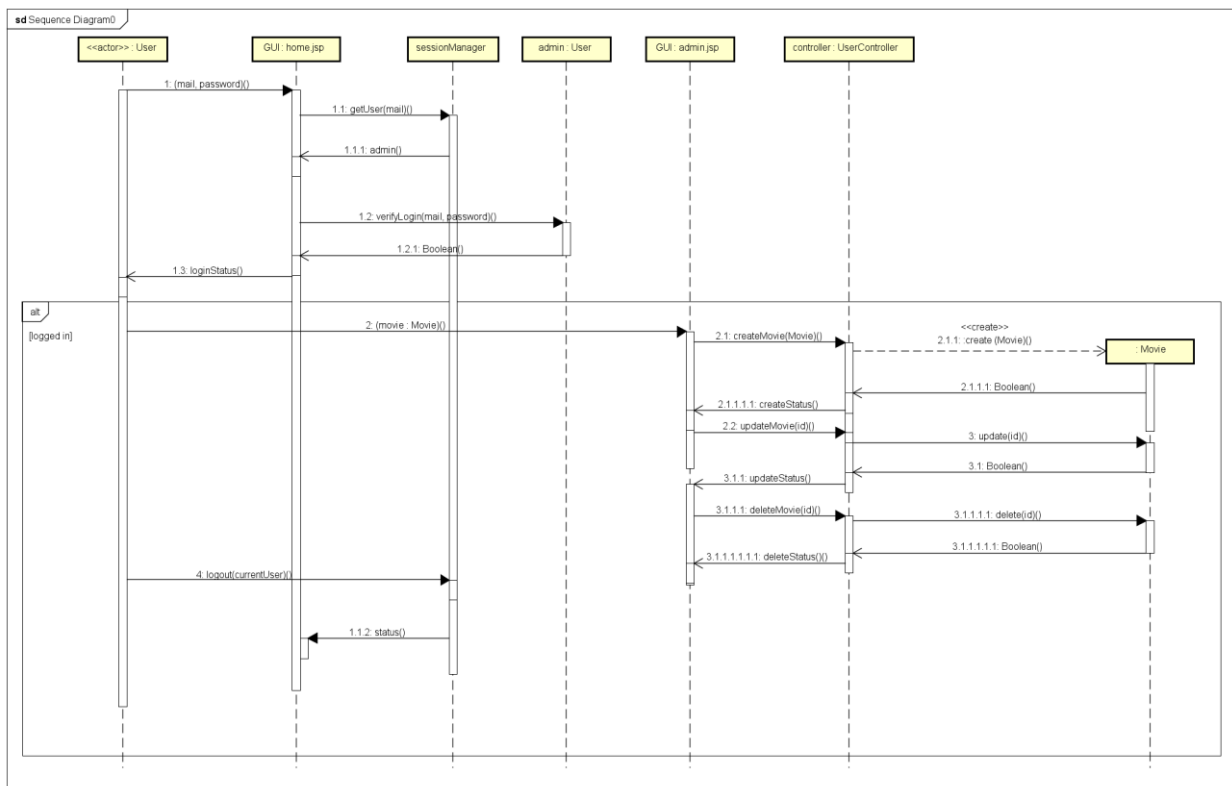 sd Sequence Diagram0
<<actor>> : User
GUI : home.jsp
sessionManager
admin : User
GUI : admin.jsp
controller : UserController
1: (mail, password)()
1.1: getUser(mail)()
1.1.1: admin()
1.2: verifyLogin(mail, password)()
1.2.1: Boolean()
1.3: loginStatus()
alt
[logged in]
2: (movie : Movie)()
2.1: createMovie(Movie)()
<<create>>
2.1.1: :create (Movie)()
: Movie
2.1.1.1: Boolean()
2.1.1.1.1: createStatus()
2.2: updateMovie(id)()
3: update(id)()
3.1: Boolean()
3.1.1: updateStatus()
3.1.1.1: deleteMovie(id)()
3.1.1.1.1: delete(id)()
3.1.1.1.1.1: Boolean()
3.1.1.1.1.1.1: deleteStatus()()
4: logout(currentUser)()
1.1.2: status()